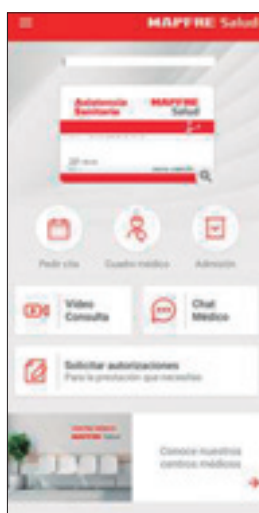 MAPFRE Salud
Asistencia Sanitaria
MAPFRE Salud
Pedir cita
Cuadro médico
Admisión
Video
Consulta
Chat
Médico
Solicitar autorizaciones
Para la prestación que necesites
MAPFRE Salud
Conoce nuestros
centros médicos